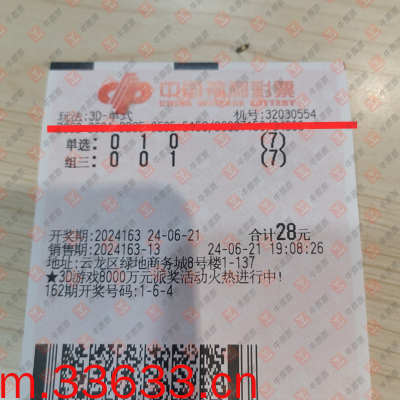 中国福利彩票
CHINA WELFARE LOTTERY
玩法:3D-单式 机号:32030554
单选: 0 1 0 (7)
组三: 0 0 1 (7)
开奖期:2024163 24-06-21 合计28元
销售期:2024163-13 24-06-21 19:08:26
地址:云龙区绿地商务城8号楼1-137
★3D游戏8000万元派奖活动火热进行中!
162期开奖号码:1-6-4
m.33633.cn